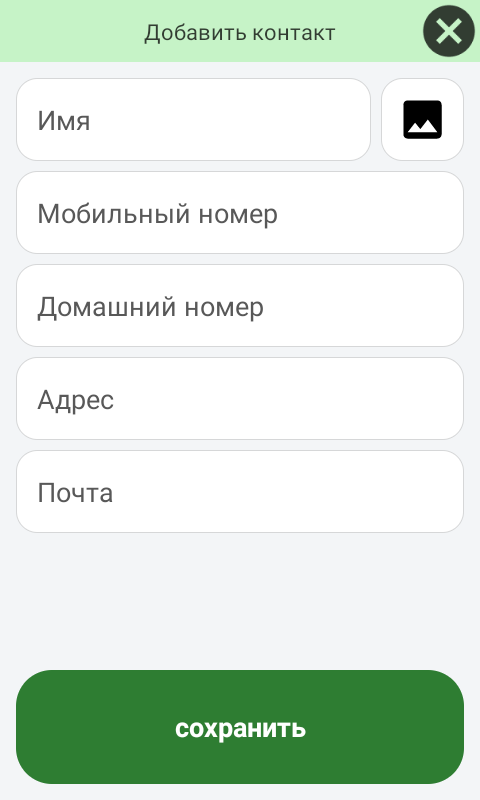 Добавить контакт
Имя
Мобильный номер
Домашний номер
Адрес
Почта
сохранить